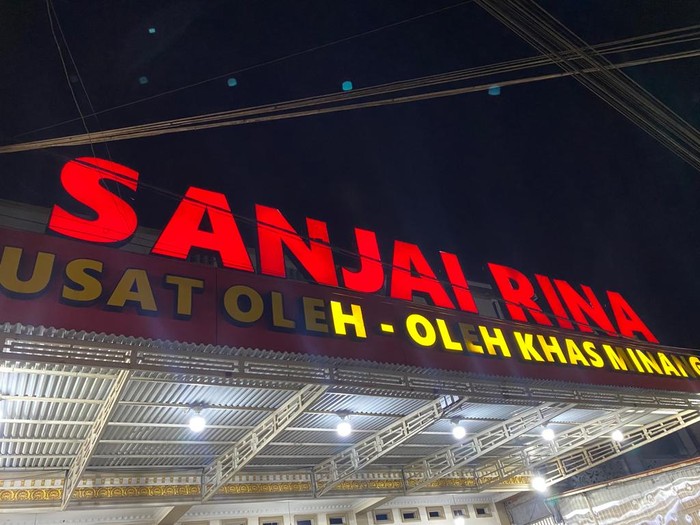 SANJAI RINA
USAT OLEH - OLEH KHAS MINANG